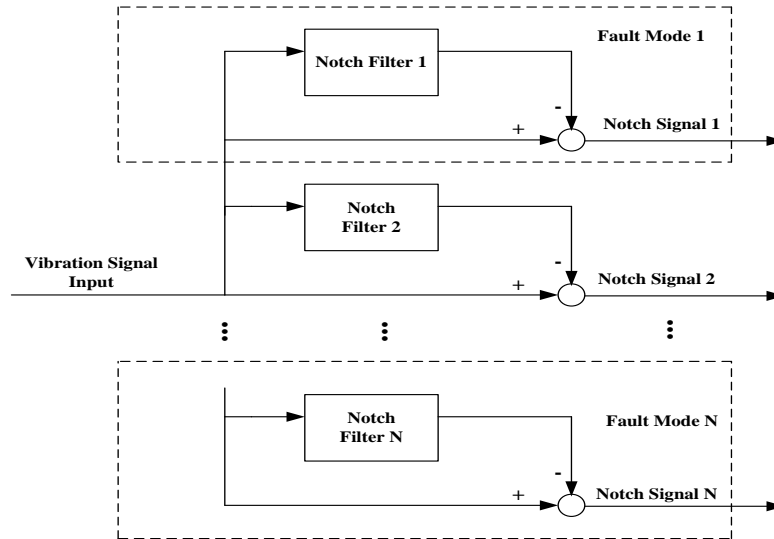 Fault Mode 1
Notch Filter 1
-
+
Notch Signal 1
Notch
Filter 2
Vibration Signal
Input
-
+
Notch Signal 2
Notch
Filter N
Fault Mode N
-
+
Notch Signal N